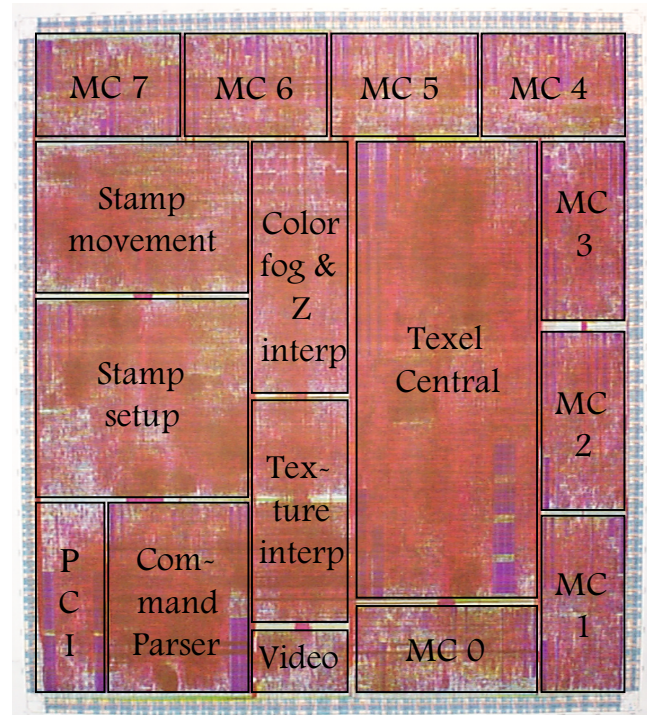 MC 7
MC 6
MC 5
MC 4
Stamp
movement
Color
fog &
Z
interp
Texel
Central
MC
3
Stamp
setup
MC
2
Tex-
ture
interp
P
C
I
Com-
mand
Parser
Video
MC 0
MC
1